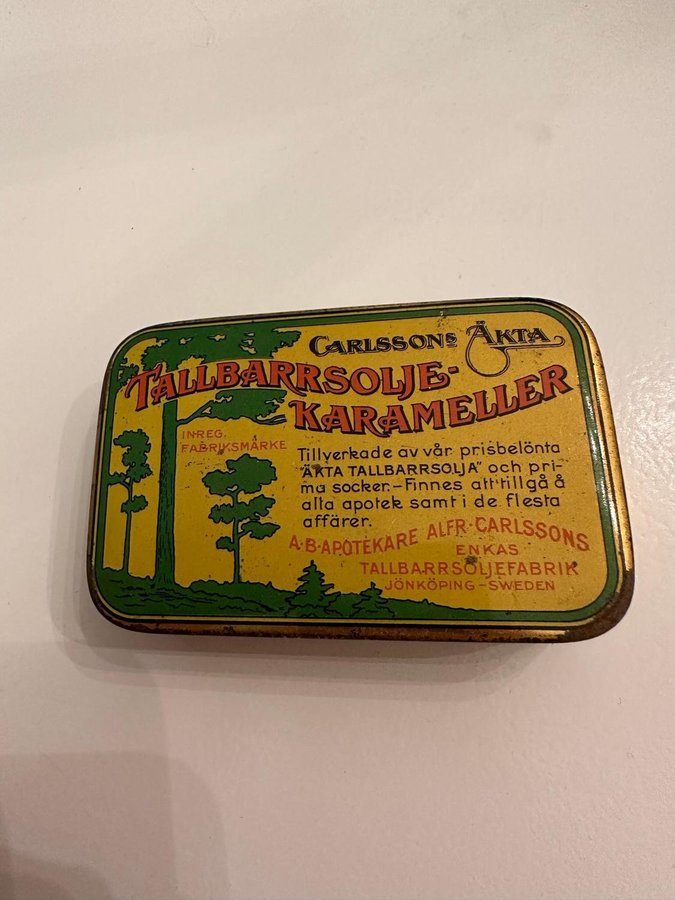 CARLSSONS ÄKTA
TALLBARRSOLJE-
KARAMELLER
INREG.
FABRIKSMÄRKE
Tillverkade av vår prisbelönta
"ÄKTA TALLBARRSOLJA" och pri-
ma socker.-Finnes att tillgå å
alla apotek samt i de flesta
affärer.
A·B·APOTEKARE ALFR·CARLSSONS
ENKAS
TALLBARRSOLJEFABRIK
JÖNKÖPING-SWEDEN